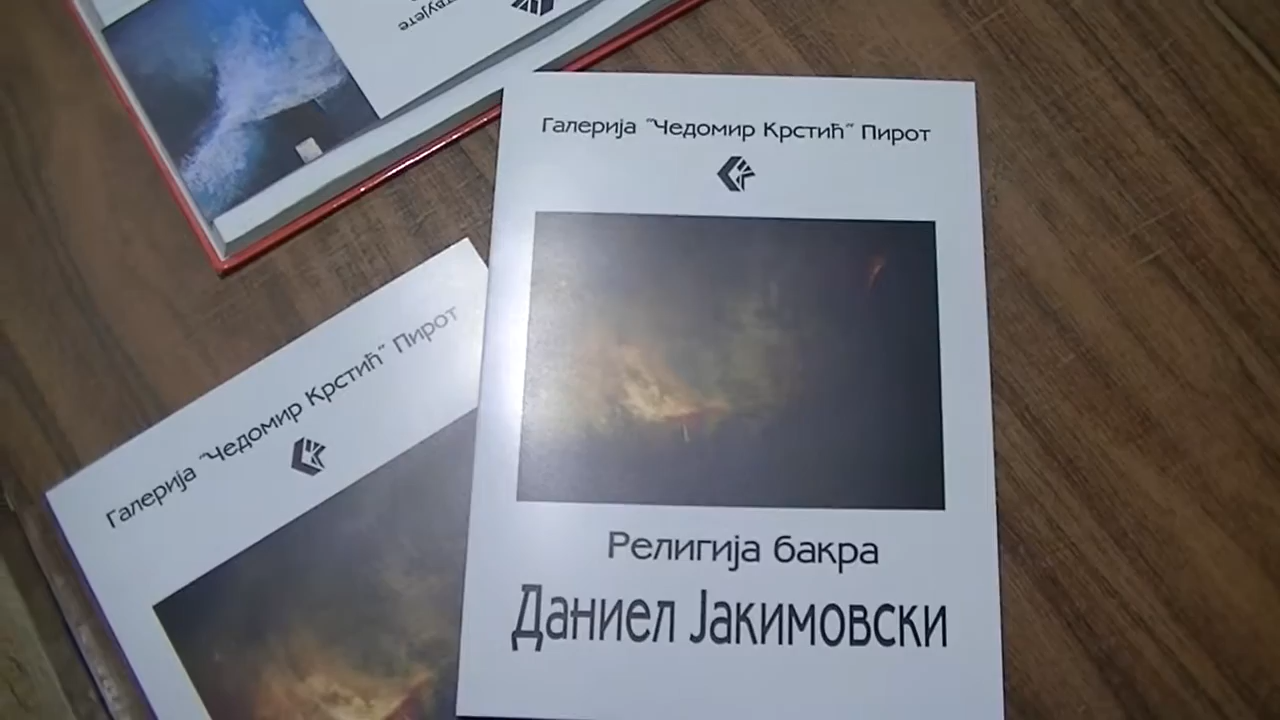 Галерија "Чедомир Крстић" Пирот
Религија бакра
Даниел Јакимовски
Галерија "Чедомир Крстић" Пирот